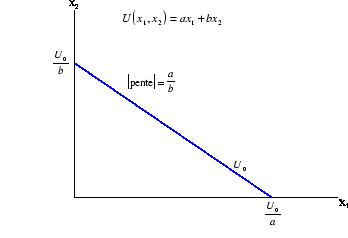 x₂
U(x₁,x₂) = ax₁ + bx₂
U₀/b
|pente| = a/b
U₀
x₁
U₀/a